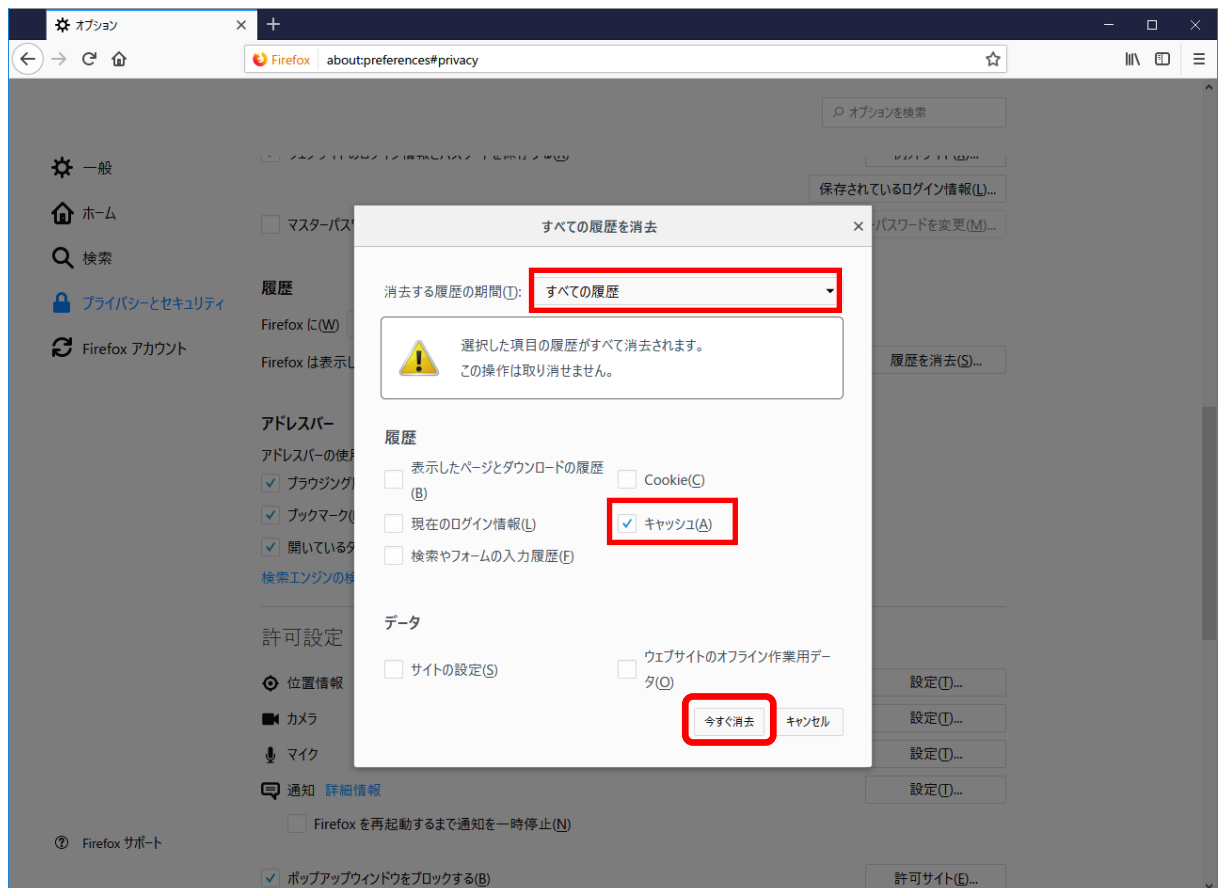 オプション
Firefox about:preferences#privacy
オプションを検索
一般
ホーム
検索
プライバシーとセキュリティ
Firefox アカウント
Firefox サポート
保存されているログイン情報(L)...
マスターパス
パスワードを変更(M)...
履歴
Firefox に(W)
Firefox は表示し
履歴を消去(S)...
アドレスバー
アドレスバーの使用
ブラウジング
ブックマーク(
開いているタ
検索エンジンの検
許可設定
位置情報
設定(T)...
カメラ
設定(T)...
マイク
設定(T)...
通知 詳細情報
設定(T)...
Firefox を再起動するまで通知を一時停止(N)
ポップアップウィンドウをブロックする(B)
許可サイト(E)...
すべての履歴を消去
消去する履歴の期間(T): すべての履歴
選択した項目の履歴がすべて消去されます。
この操作は取り消せません。
履歴
表示したページとダウンロードの履歴
(B)
Cookie(C)
現在のログイン情報(L)
キャッシュ(A)
検索やフォームの入力履歴(F)
データ
サイトの設定(S)
ウェブサイトのオフライン作業用デー
タ(O)
今すぐ消去
キャンセル